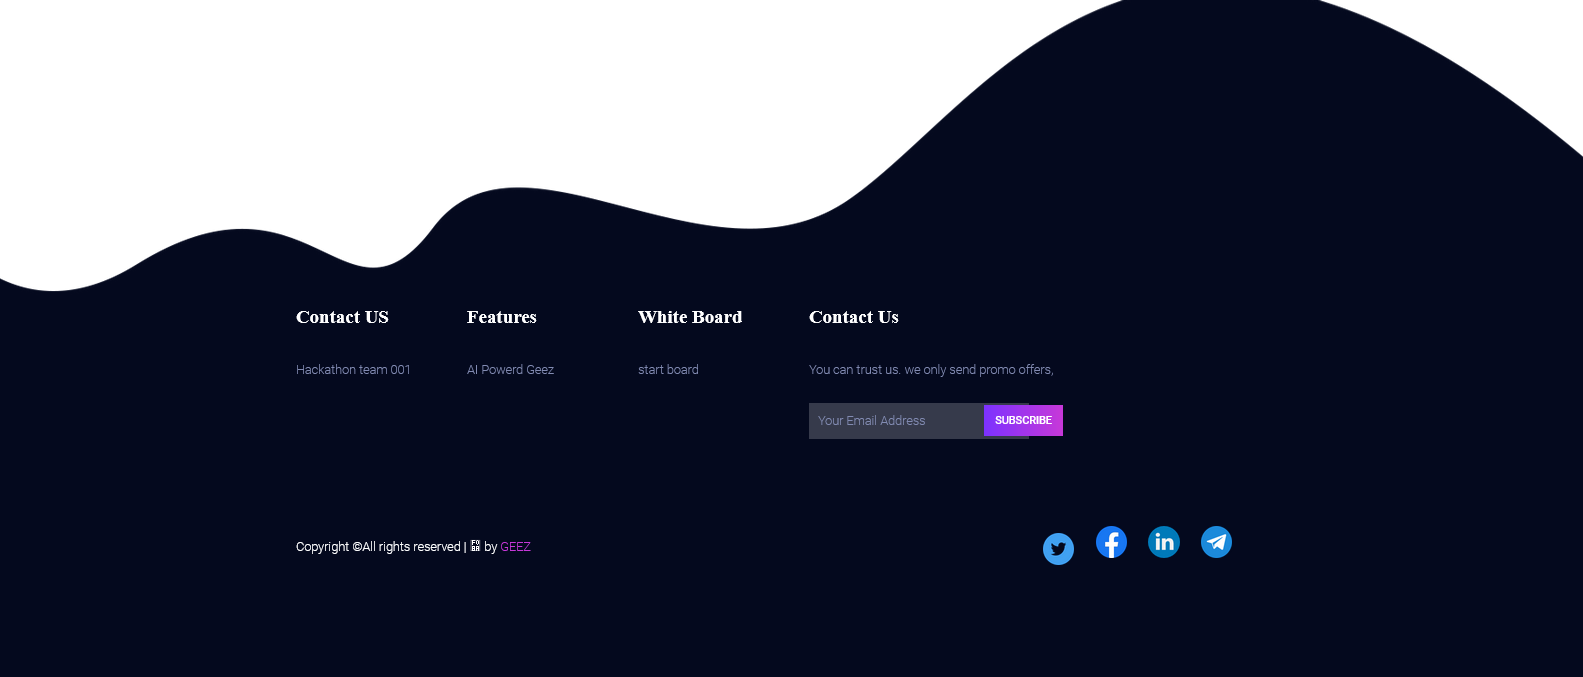 Contact US
Hackathon team 001
Features
AI Powerd Geez
White Board
start board
Contact Us
You can trust us. we only send promo offers,
Your Email Address
SUBSCRIBE
Copyright ©All rights reserved | by GEEZ
in